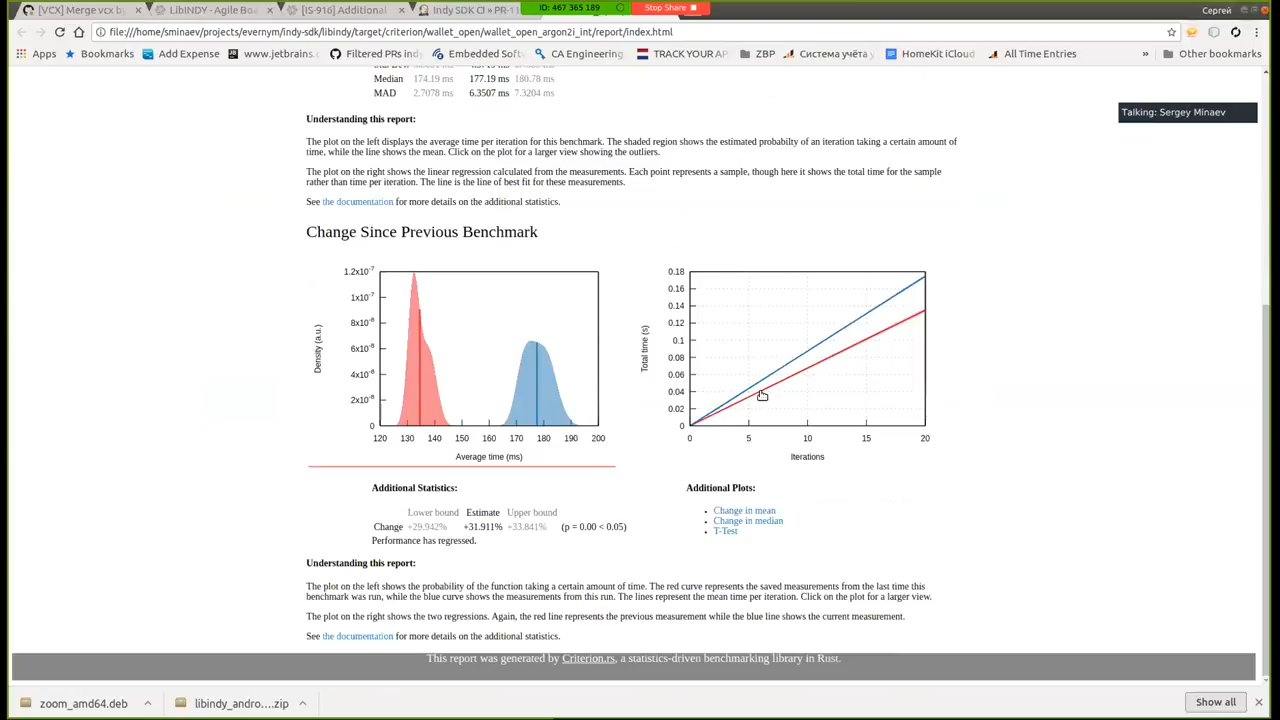 [VCX] Merge vcx by
LibINDY - Agile Boa
[IS-916] Additional
Indy SDK CI » PR-11
ID: 467 365 189
Stop Share
Сергей
file:///home/sminaev/projects/evernym/indy-sdk/libindy/target/criterion/wallet_open/wallet_open_argon2i_int/report/index.html
Apps Bookmarks Add Expense www.jetbrains.c Filtered PRs indy Embedded Soft CA Engineering TRACK YOUR AP ZBP Система учёта HomeKit iCloud All Time Entries » Other bookmarks
Median 174.19 ms 177.19 ms 180.78 ms
MAD 2.7078 ms 6.3507 ms 7.3204 ms
Talking: Sergey Minaev
Understanding this report:
The plot on the left displays the average time per iteration for this benchmark. The shaded region shows the estimated probabilty of an iteration taking a certain amount of
time, while the line shows the mean. Click on the plot for a larger view showing the outliers.
The plot on the right shows the linear regression calculated from the measurements. Each point represents a sample, though here it shows the total time for the sample
rather than time per iteration. The line is the line of best fit for these measurements.
See the documentation for more details on the additional statistics.
Change Since Previous Benchmark
1.2x10-7
1x10-7
8x10-8
6x10-8
4x10-8
2x10-8
0
Density (a.u.)
120 130 140 150 160 170 180 190 200
Average time (ms)
0.18
0.16
0.14
0.12
0.1
0.08
0.06
0.04
0.02
0
Total time (s)
0 5 10 15 20
Iterations
Additional Statistics:
Lower bound Estimate Upper bound
Change +29.942% +31.911% +33.841% (p = 0.00 < 0.05)
Performance has regressed.
Additional Plots:
Change in mean
Change in median
T-Test
Understanding this report:
The plot on the left shows the probability of the function taking a certain amount of time. The red curve represents the saved measurements from the last time this
benchmark was run, while the blue curve shows the measurements from this run. The lines represent the mean time per iteration. Click on the plot for a larger view.
The plot on the right shows the two regressions. Again, the red line represents the previous measurement while the blue line shows the current measurement.
See the documentation for more details on the additional statistics.
This report was generated by Criterion.rs, a statistics-driven benchmarking library in Rust.
zoom_amd64.deb
libindy_andro....zip
Show all